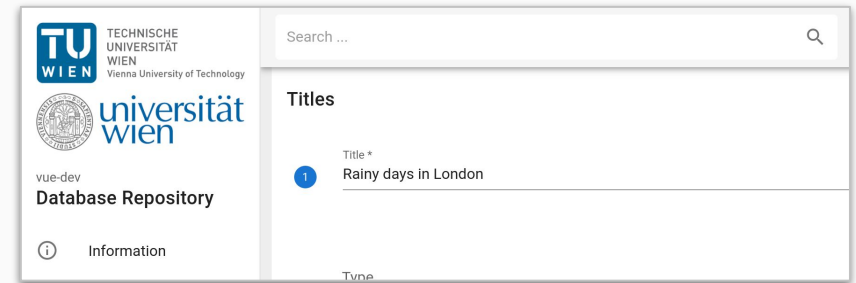 TU
WIEN
TECHNISCHE
UNIVERSITÄT
WIEN
Vienna University of Technology
universität
wien
vue-dev
Database Repository
Information
Search ...
Titles
1
Title *
Rainy days in London
Type